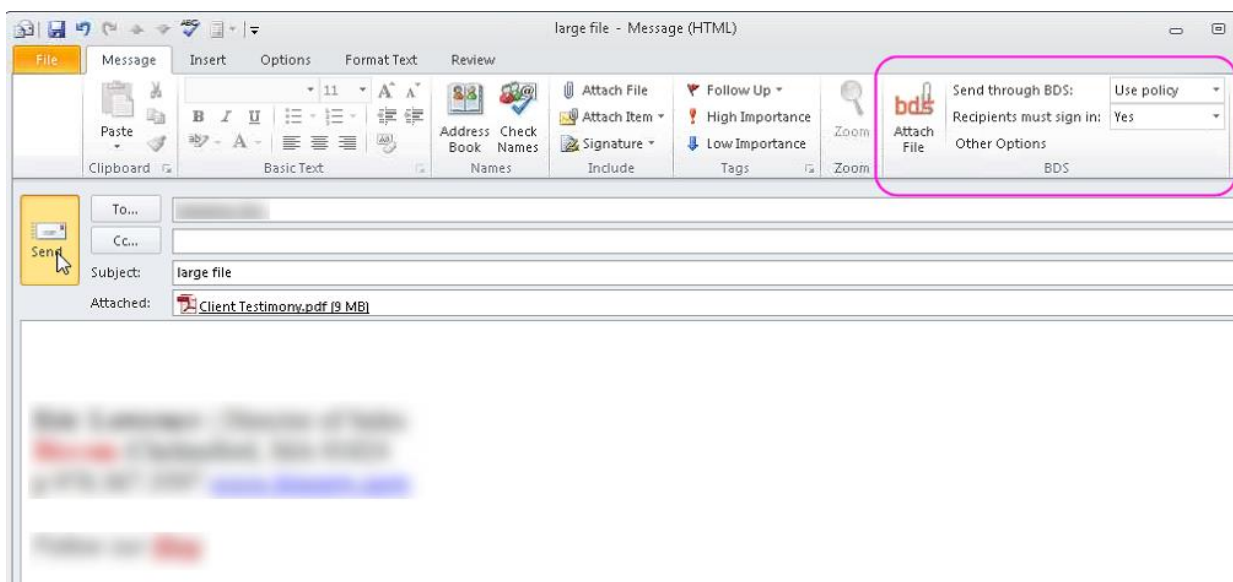 large file - Message (HTML)
File Message Insert Options Format Text Review
11 A A Attach File Follow Up Send through BDS: Use policy
Paste B I U Address Book Check Names Attach Item High Importance Zoom bds Attach File Recipients must sign in: Yes
A Signature Low Importance Other Options
Clipboard Basic Text Names Include Tags Zoom BDS
To...
Send Cc...
Subject: large file
Attached: Client Testimony.pdf (9 MB)